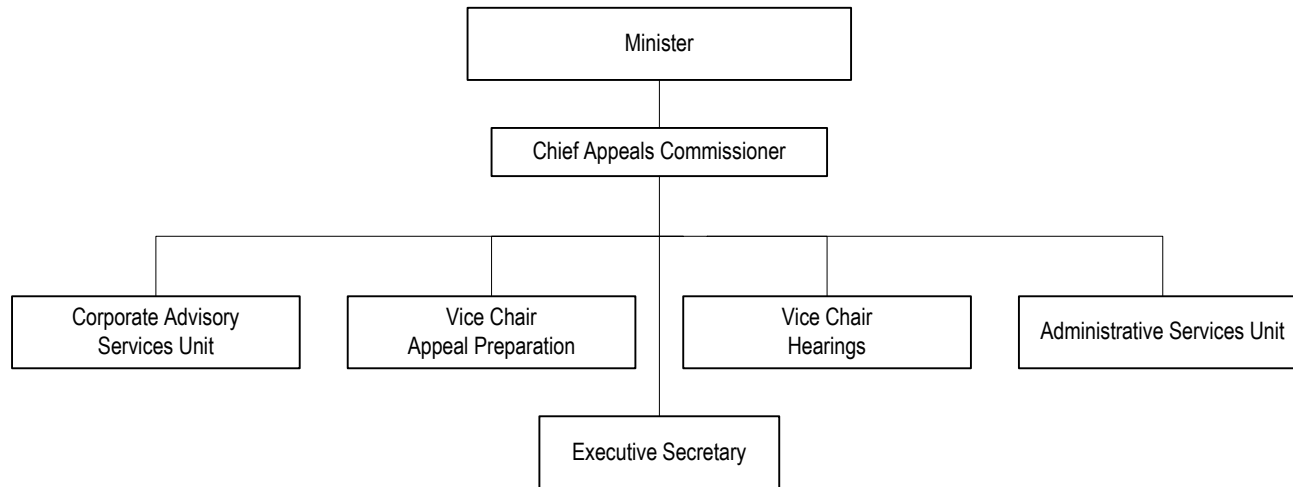 Minister
Chief Appeals Commissioner
Corporate Advisory
Services Unit
Vice Chair
Appeal Preparation
Vice Chair
Hearings
Administrative Services Unit
Executive Secretary